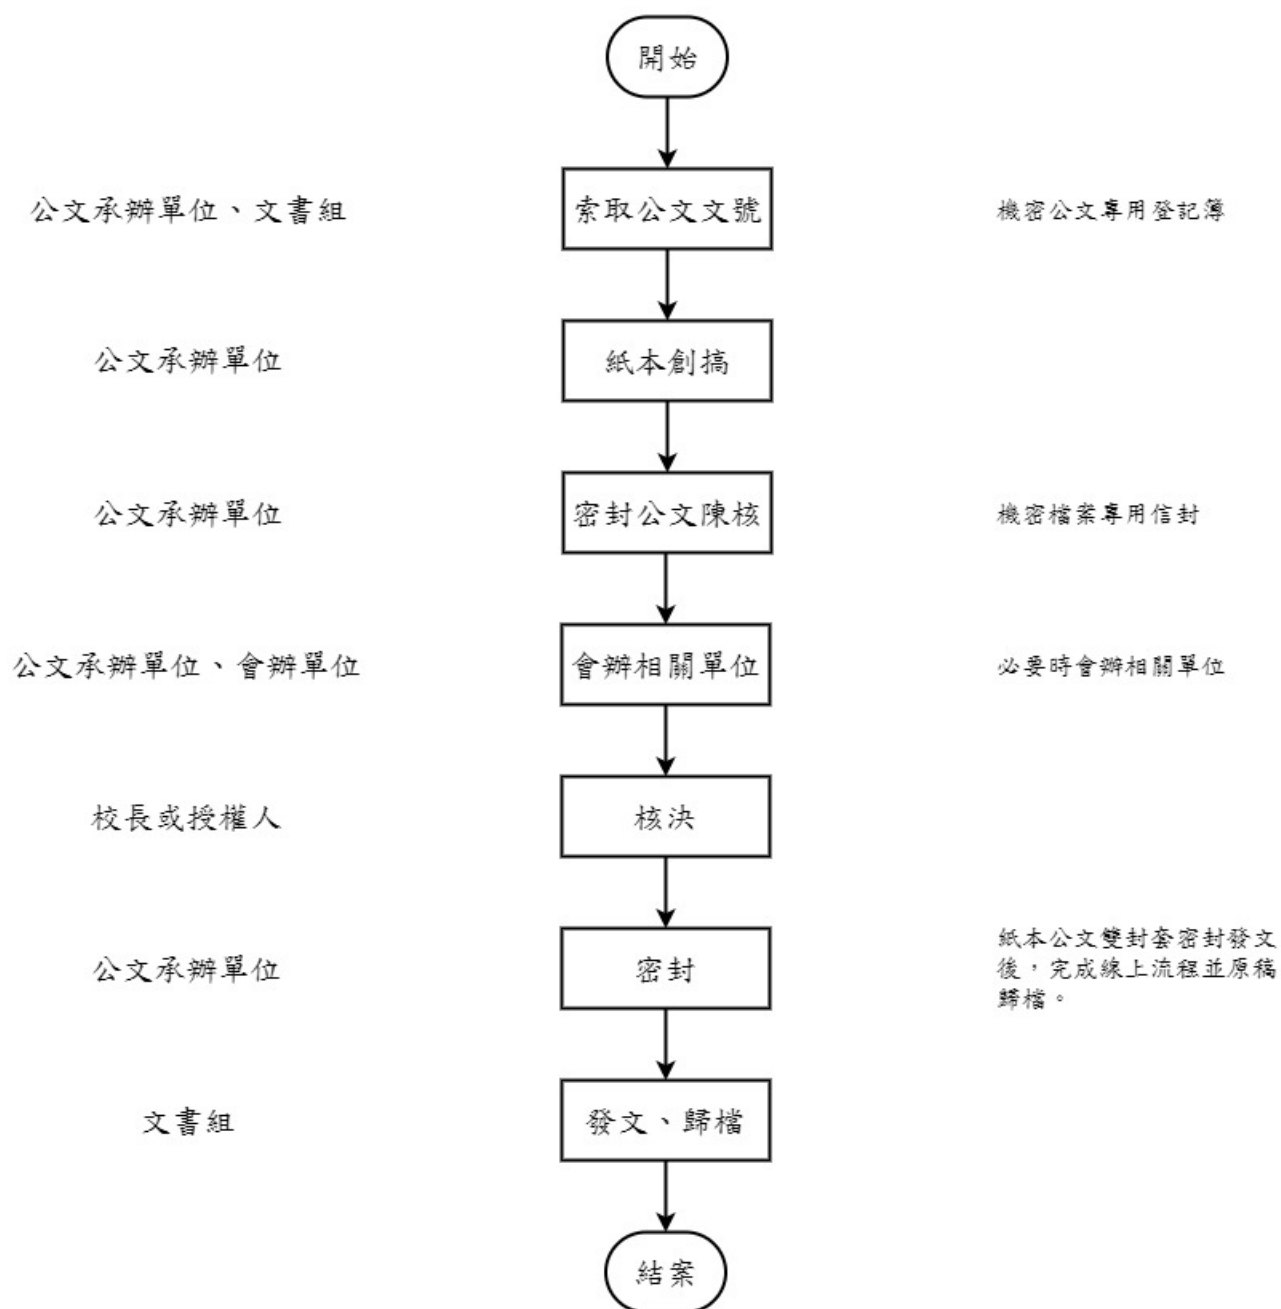 開始
公文承辦單位、文書組
索取公文文號
機密公文專用登記簿
公文承辦單位
紙本創搞
公文承辦單位
密封公文陳核
機密檔案專用信封
公文承辦單位、會辦單位
會辦相關單位
必要時會辦相關單位
校長或授權人
核決
公文承辦單位
密封
紙本公文雙封套密封發文
後，完成線上流程並原稿
歸檔。
文書組
發文、歸檔
結案